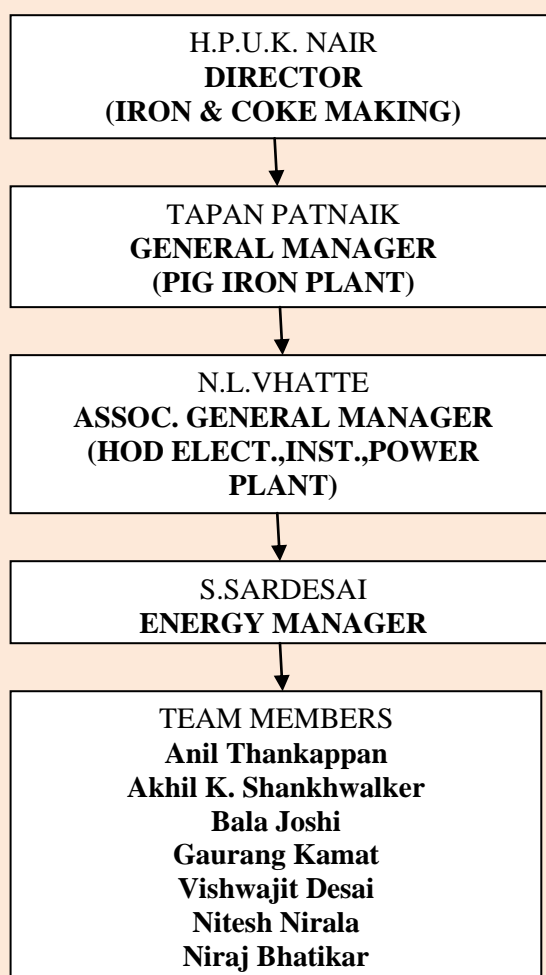 H.P.U.K. NAIR
DIRECTOR
(IRON & COKE MAKING)
TAPAN PATNAIK
GENERAL MANAGER
(PIG IRON PLANT)
N.L.VHATTE
ASSOC. GENERAL MANAGER
(HOD ELECT.,INST.,POWER
PLANT)
S.SARDESAI
ENERGY MANAGER
TEAM MEMBERS
Anil Thankappan
Akhil K. Shankhwalker
Bala Joshi
Gaurang Kamat
Vishwajit Desai
Nitesh Nirala
Niraj Bhatikar